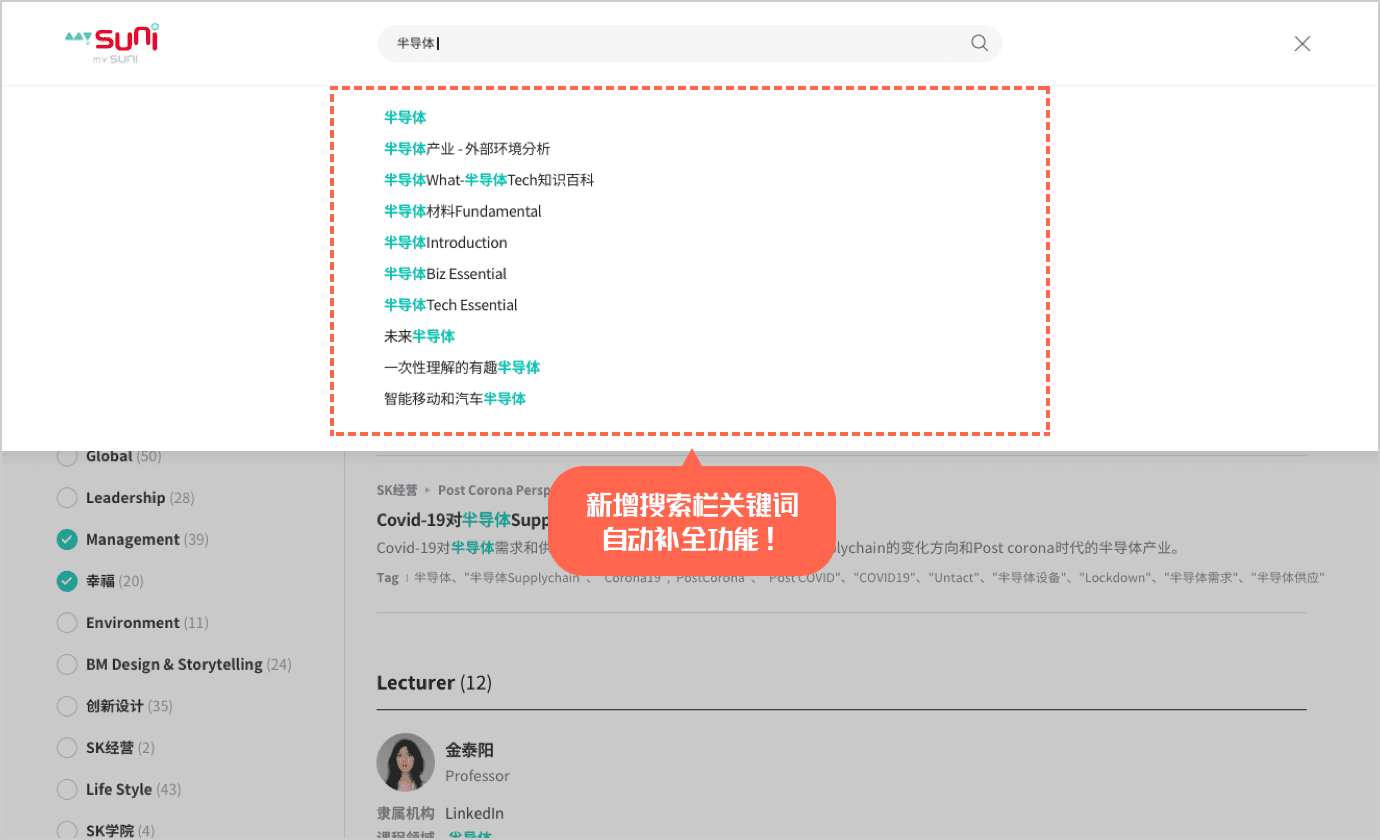 SUNI
my SUNI
半导体
半导体
半导体产业 - 外部环境分析
半导体What-半导体Tech知识百科
半导体材料Fundamental
半导体Introduction
半导体Biz Essential
半导体Tech Essential
未来半导体
一次性理解的有趣半导体
智能移动和汽车半导体
新增搜索栏关键词
自动补全功能！
Global (50)
Leadership (28)
Management (39)
幸福 (20)
Environment (11)
BM Design & Storytelling (24)
创新设计 (35)
SK经营 (2)
Life Style (43)
SK学院 (4)
SK经营 ▸ Post Corona Persp
Covid-19对半导体Supp
Covid-19对半导体需求和供 plychain的变化方向和Post corona时代的半导体产业。
Tag | 半导体、"半导体Supplychain"、"Corona19","PostCorona"、"Post COVID"、"COVID19"、"Untact"、"半导体设备"、"Lockdown"、"半导体需求"、"半导体供应"
Lecturer (12)
金泰阳
Professor
隶属机构 LinkedIn
课程领域 半导体